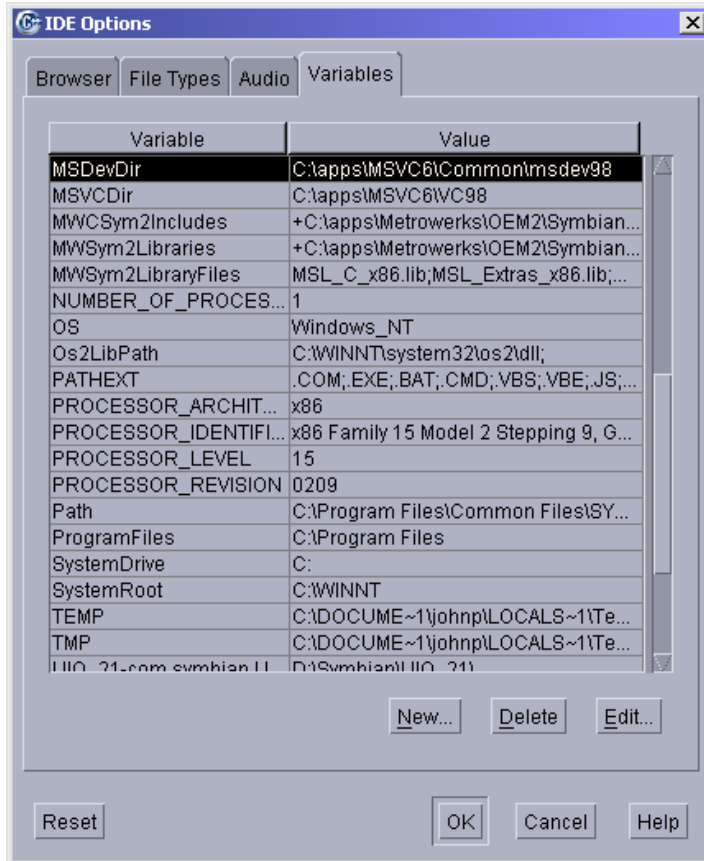 IDE Options
Browser File Types Audio Variables
Variable Value
MSDevDir C:\apps\MSVC6\Common\msdev98
MSVCDir C:\apps\MSVC6\VC98
MWCSym2Includes +C:\apps\Metrowerks\OEM2\Symbian...
MWSym2Libraries +C:\apps\Metrowerks\OEM2\Symbian...
MWSym2LibraryFiles MSL_C_x86.lib;MSL_Extras_x86.lib;...
NUMBER_OF_PROCES... 1
OS Windows_NT
Os2LibPath C:\WINNT\system32\os2\dll;
PATHEXT .COM;.EXE;.BAT;.CMD;.VBS;.VBE;.JS;...
PROCESSOR_ARCHIT... x86
PROCESSOR_IDENTIFI... x86 Family 15 Model 2 Stepping 9, G...
PROCESSOR_LEVEL 15
PROCESSOR_REVISION 0209
Path C:\Program Files\Common Files\SY...
ProgramFiles C:\Program Files
SystemDrive C:
SystemRoot C:\WINNT
TEMP C:\DOCUME~1\johnp\LOCALS~1\Te...
TMP C:\DOCUME~1\johnp\LOCALS~1\Te...
D:\Symbian\UIQ_21\
New... Delete Edit...
Reset OK Cancel Help